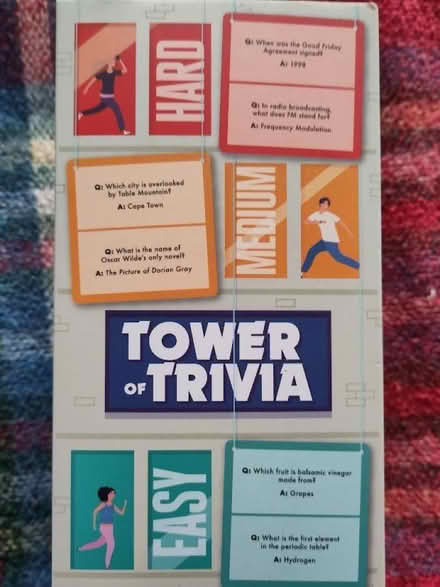 HARD
Q: When was the Good Friday
Agreement signed?
A: 1998
Q: In radio broadcasting,
what does FM stand for?
A: Frequency Modulation
Q: Which city is overlooked
by Table Mountain?
A: Cape Town
Q: What is the name of
Oscar Wilde's only novel?
A: The Picture of Dorian Gray
MEDIUM
TOWER
OF TRIVIA
EASY
Q: Which fruit is balsamic vinegar
made from?
A: Grapes
Q: What is the first element
in the periodic table?
A: Hydrogen